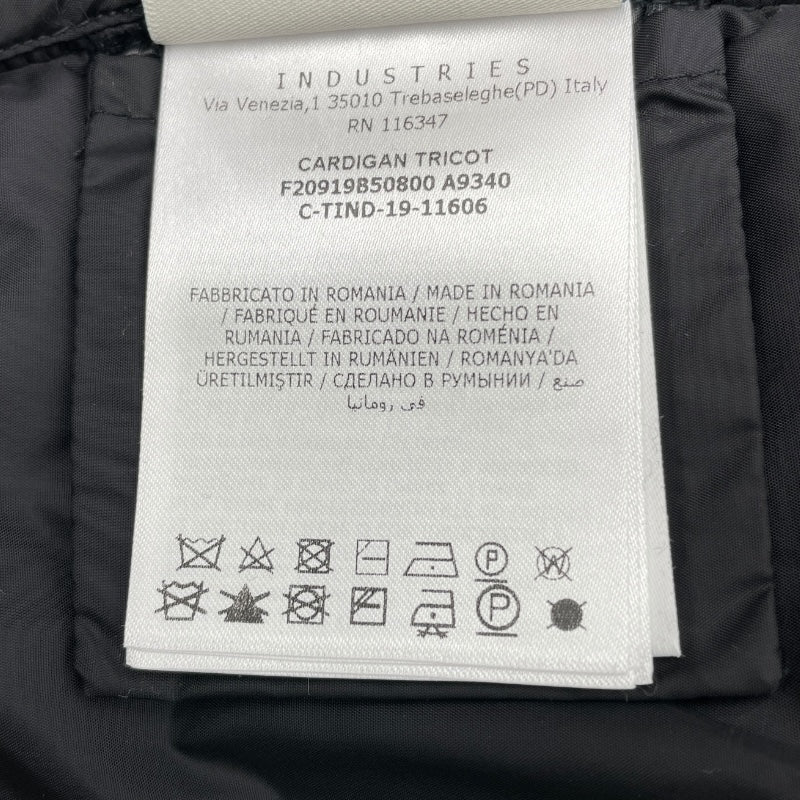 INDUSTRIES
Via Venezia,1 35010 Trebaseleghe(PD) Italy
RN 116347
CARDIGAN TRICOT
F20919B50800 A9340
C-TIND-19-11606
FABBRICATO IN ROMANIA / MADE IN ROMANIA
/ FABRIQUÉ EN ROUMANIE / HECHO EN
RUMANIA / FABRICADO NA ROMÉNIA /
HERGESTELLT IN RUMÄNIEN / ROMANYA'DA
ÜRETILMIŞTIR / СДЕЛАНО В РУМЫНИИ / صنع
في رومانيا
P W
P